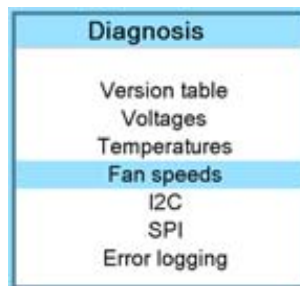 Diagnosis
Version table
Voltages
Temperatures
Fan speeds
I2C
SPI
Error logging